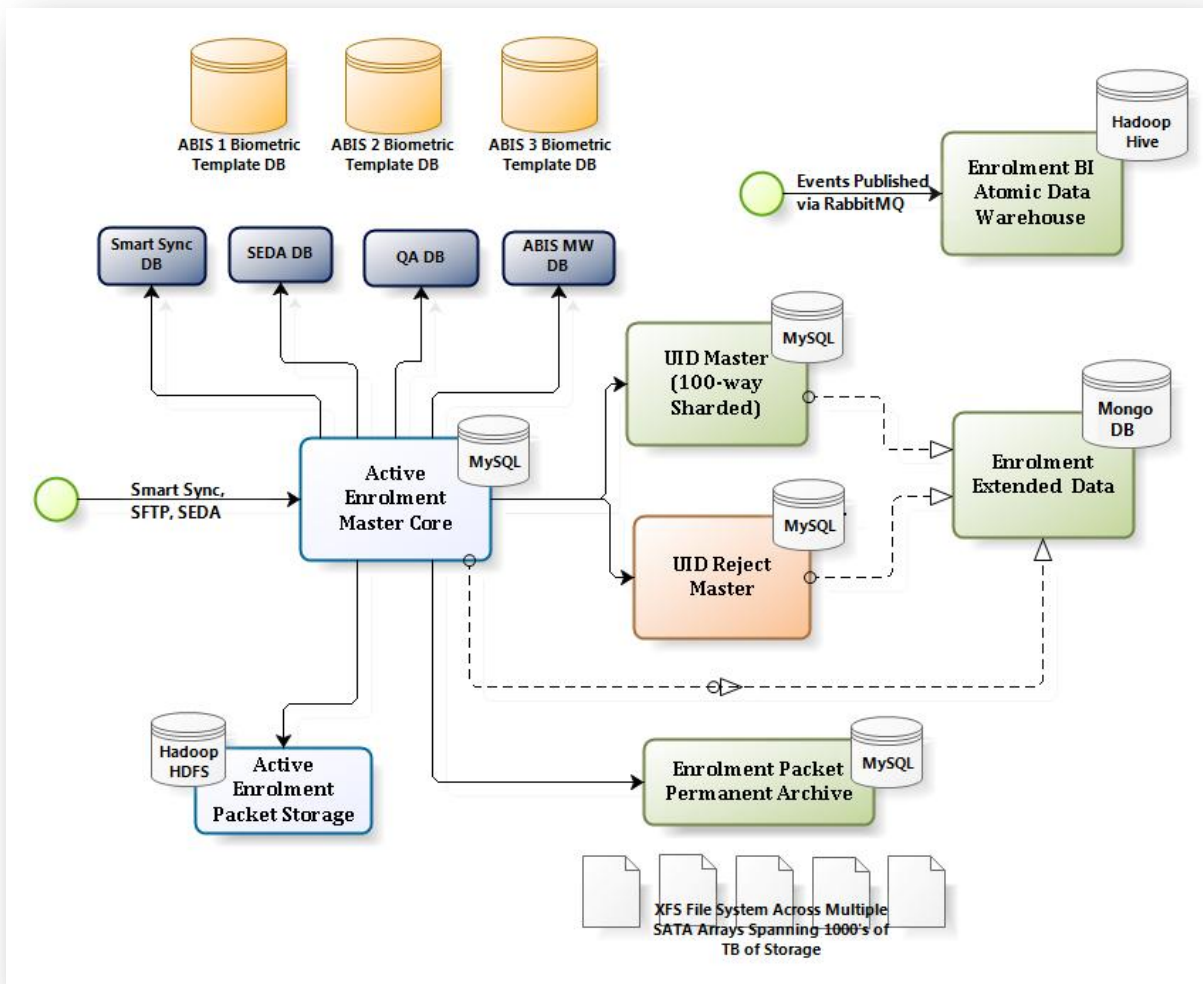 ABIS 1 Biometric
Template DB
ABIS 2 Biometric
Template DB
ABIS 3 Biometric
Template DB
Hadoop
Hive
Enrolment BI
Atomic Data
Warehouse
Events Published
via RabbitMQ
Smart Sync
DB
SEDA DB
QA DB
ABIS MW
DB
MySQL
UID Master
(100-way
Sharded)
Mongo
DB
Enrolment
Extended Data
MySQL
Active
Enrolment
Master Core
Smart Sync,
SFTP, SEDA
MySQL
UID Reject
Master
Hadoop
HDFS
Active
Enrolment
Packet Storage
MySQL
Enrolment Packet
Permanent Archive
XFS File System Across Multiple
SATA Arrays Spanning 1000's of
TB of Storage